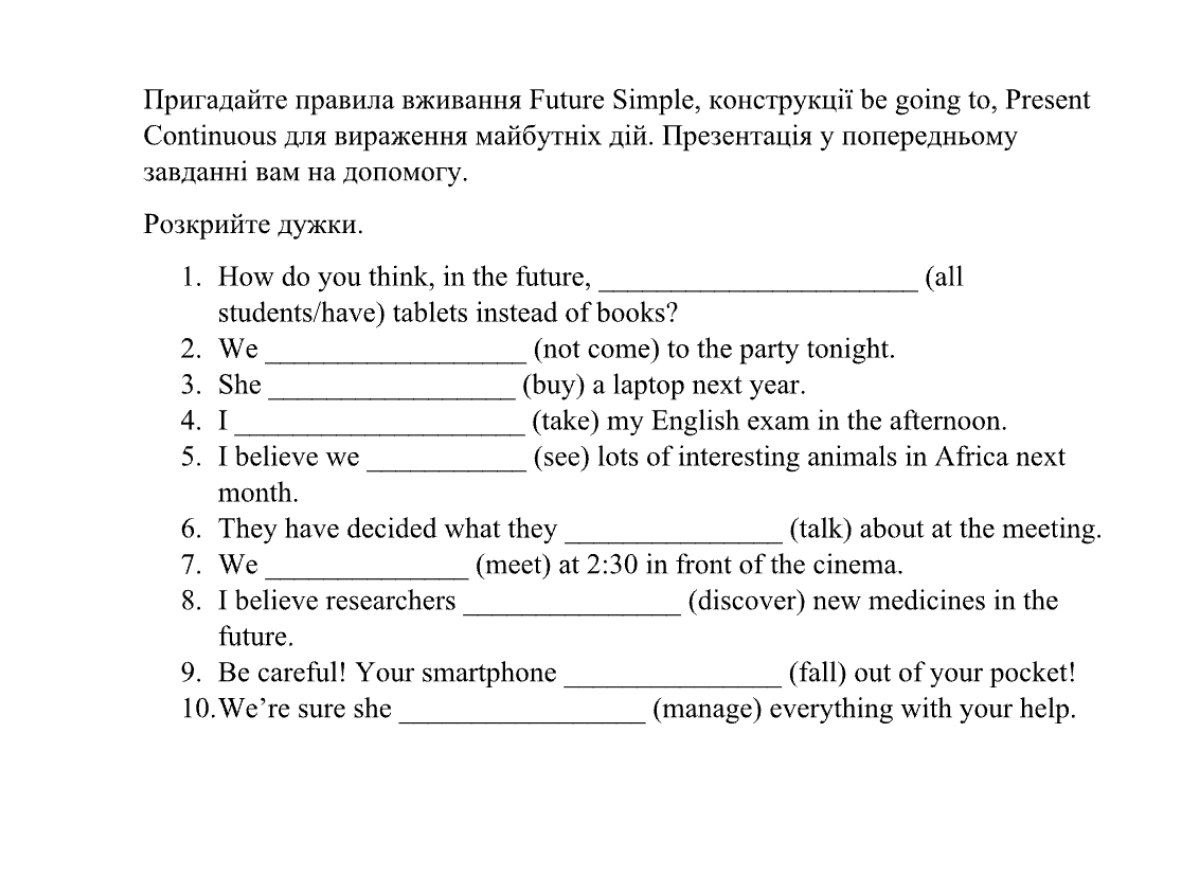 Пригадайте правила вживання Future Simple, конструкції be going to, Present
Continuous для вираження майбутніх дій. Презентація у попередньому
завданні вам на допомогу.
Розкрийте дужки.
1. How do you think, in the future, ______________________ (all
students/have) tablets instead of books?
2. We __________________ (not come) to the party tonight.
3. She _________________ (buy) a laptop next year.
4. I ____________________ (take) my English exam in the afternoon.
5. I believe we ___________ (see) lots of interesting animals in Africa next
month.
6. They have decided what they _______________ (talk) about at the meeting.
7. We ______________ (meet) at 2:30 in front of the cinema.
8. I believe researchers _______________ (discover) new medicines in the
future.
9. Be careful! Your smartphone _______________ (fall) out of your pocket!
10.We’re sure she _________________ (manage) everything with your help.